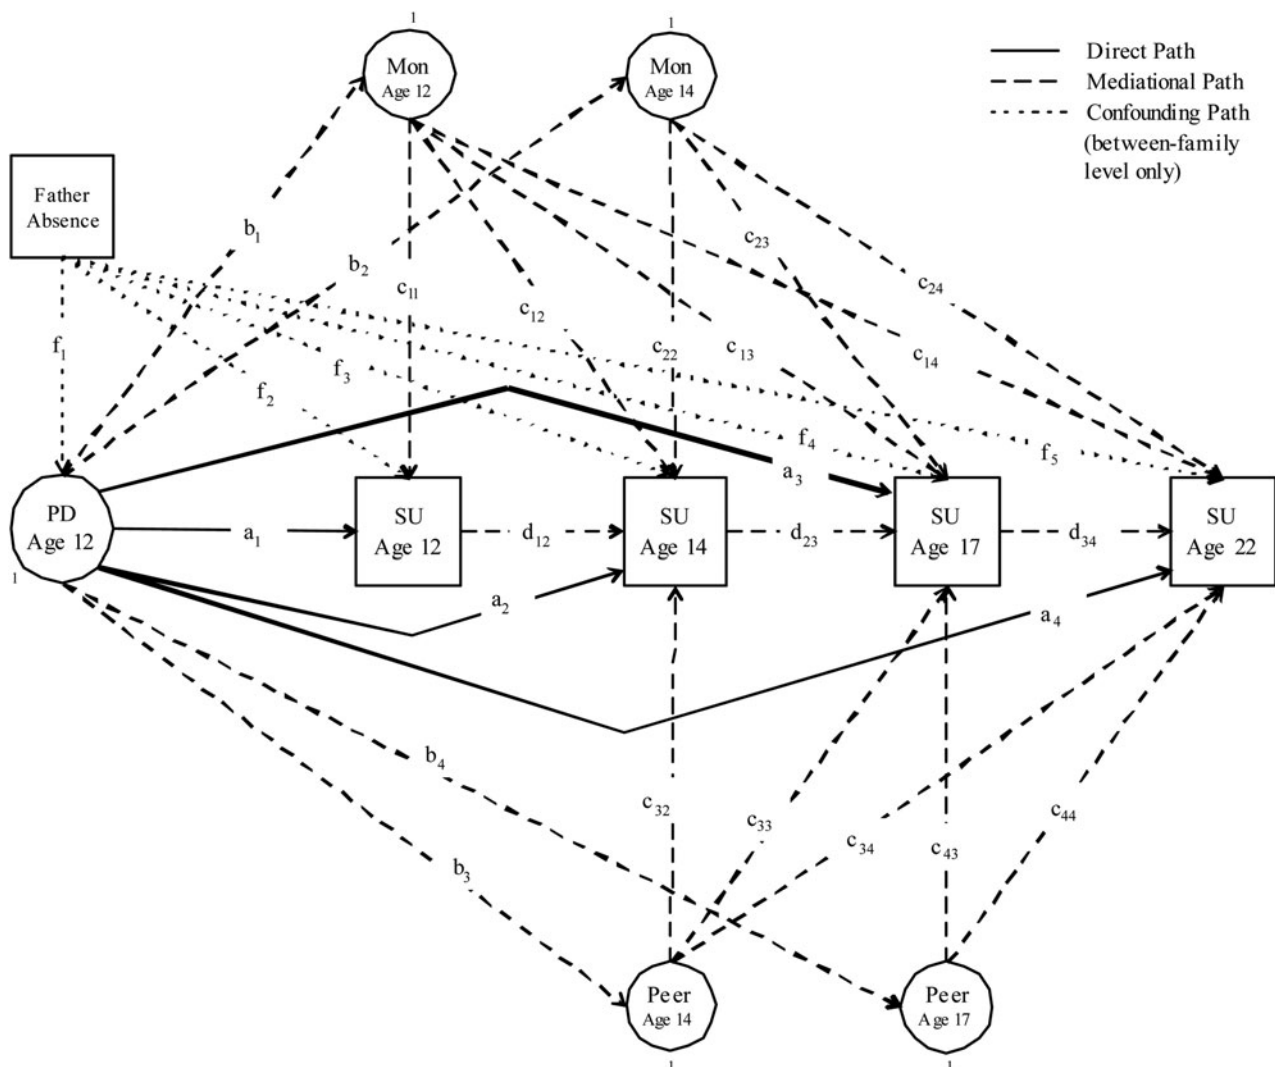 1
1
Mon
Age 12
Mon
Age 14
Direct Path
Mediational Path
Confounding Path
(between-family
level only)
Father
Absence
b1
b2
c23
c11
c24
c12
f1
f3
c22
c13
c14
f2
f4
f5
a3
PD
Age 12
1
a1
SU
Age 12
d12
SU
Age 14
d23
SU
Age 17
d34
SU
Age 22
a2
a4
b4
c32
c33
c34
c43
c44
b3
Peer
Age 14
Peer
Age 17
1
1